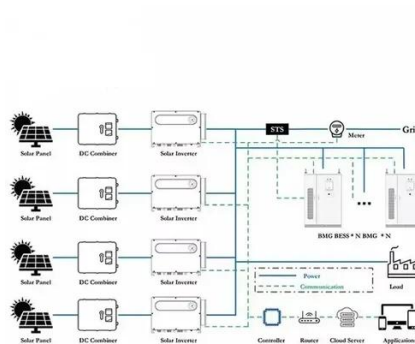 STS
Meter
Gri
Solar Panel DC Combiner Solar Inverter
Solar Panel DC Combiner Solar Inverter
BMG BESS * N BMG * N
Solar Panel DC Combiner Solar Inverter
Power
Communication
Load
Solar Panel DC Combiner Solar Inverter
Controller Router Cloud Server Application